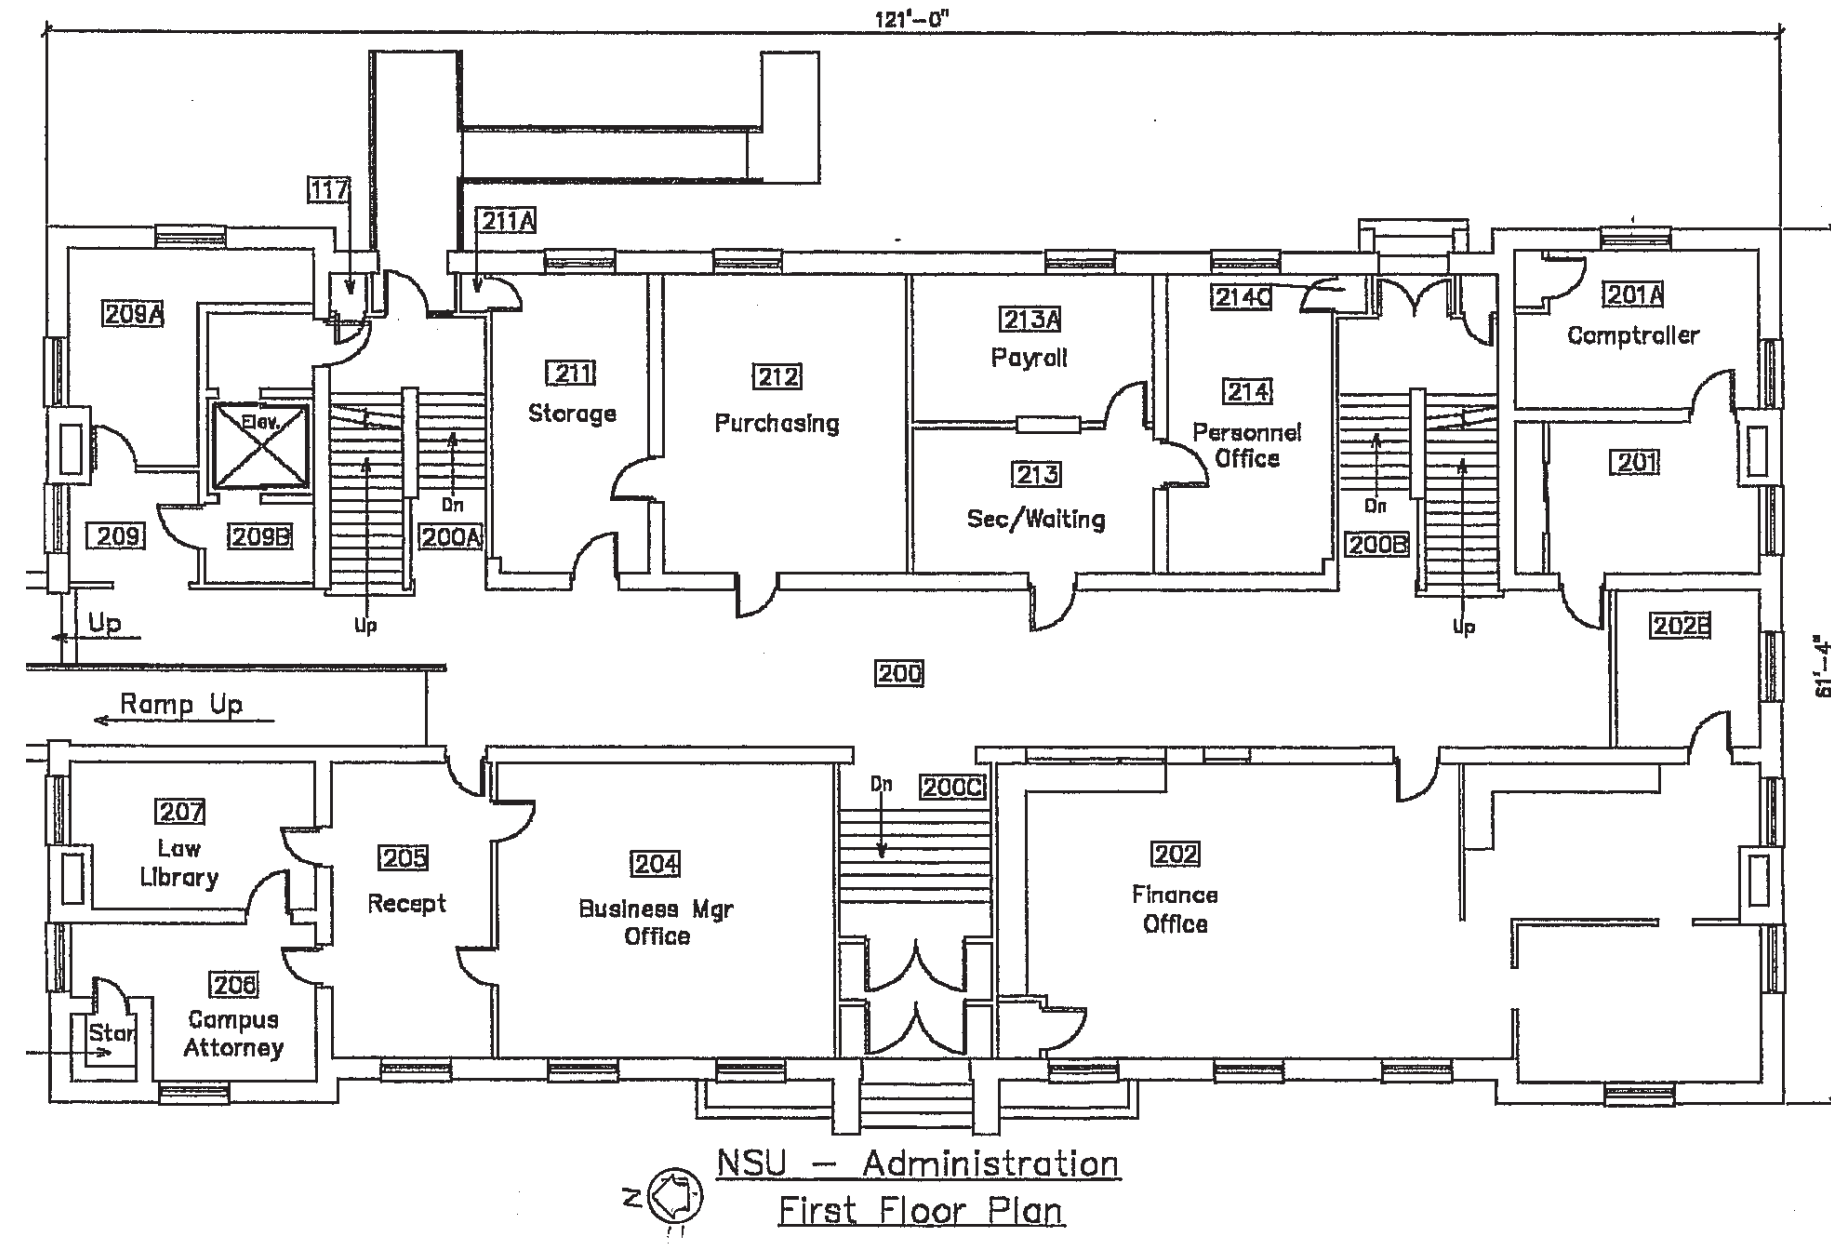 121'-0"
117
211A
209A
201A
Comptroller
214C
213A
Payroll
211
Storage
212
Purchasing
214
Personnel
Office
Elev.
201
213
Sec/Waiting
Dn
Dn
209
209B
200A
200B
Up
Up
Up
202B
200
61'-4"
Ramp Up
Dn
200C
207
Law
Library
205
Recept
204
Business Mgr
Office
202
Finance
Office
206
Campus
Attorney
Stor
NSU - Administration
First Floor Plan
N